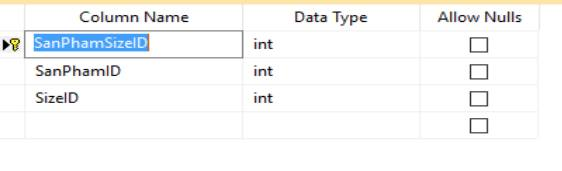 Column Name Data Type Allow Nulls
SanPhamSizeID int
SanPhamID int
SizeID int